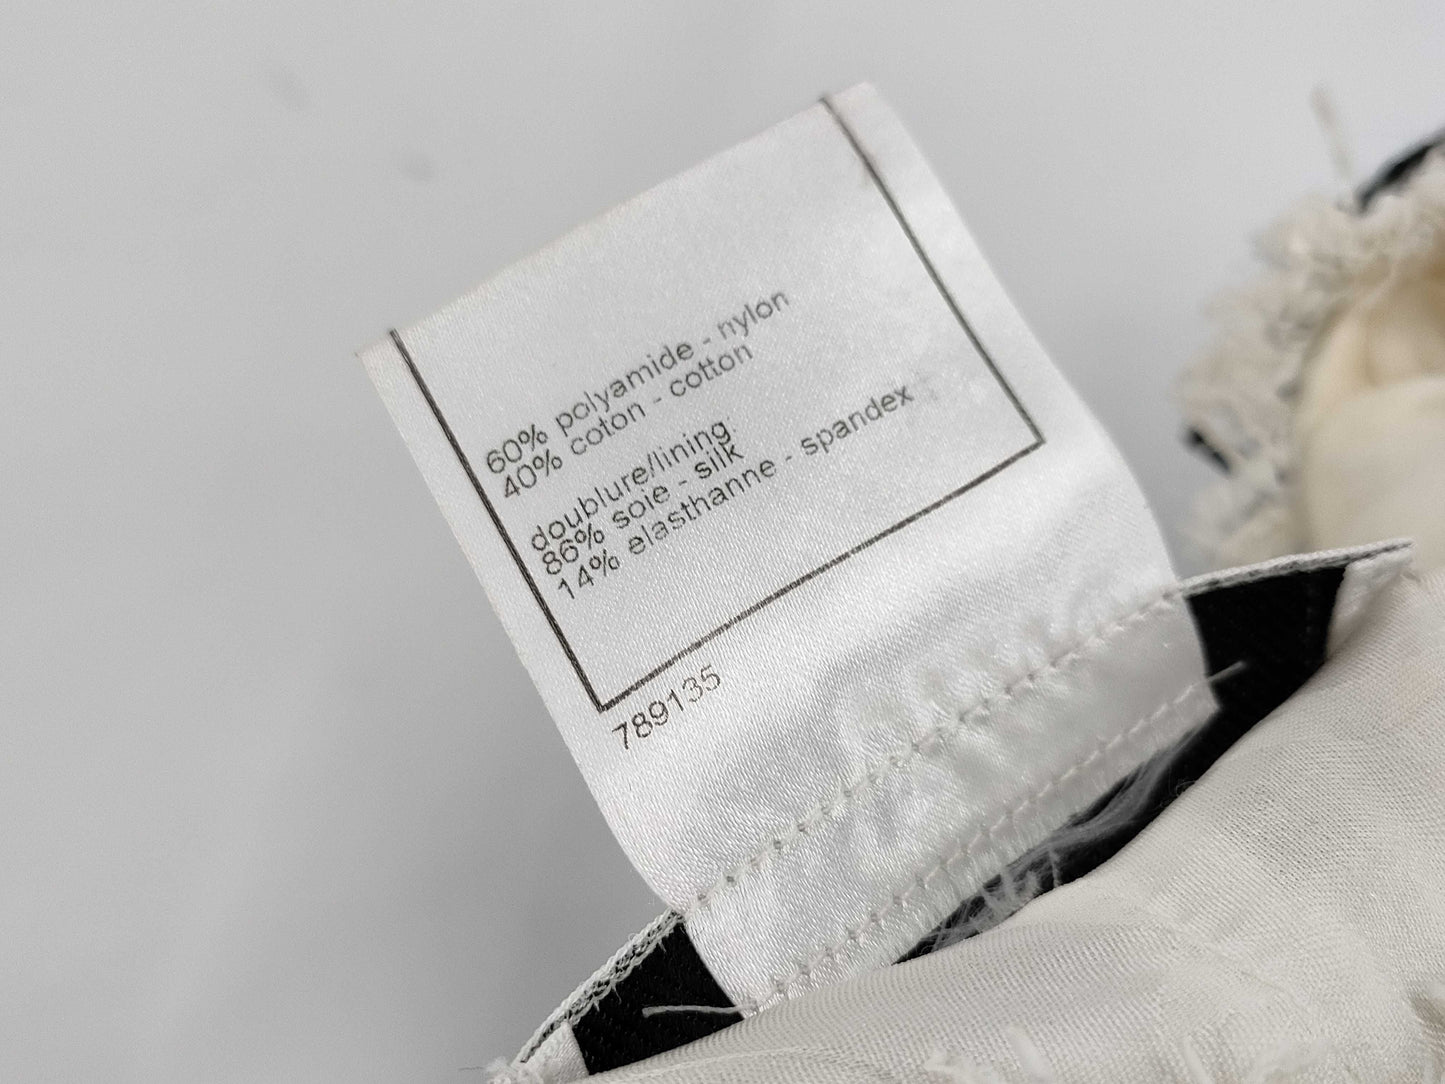 60% polyamide - nylon
40% coton - cotton
doublure/lining:
86% soie - silk
14% elasthanne - spandex
789135